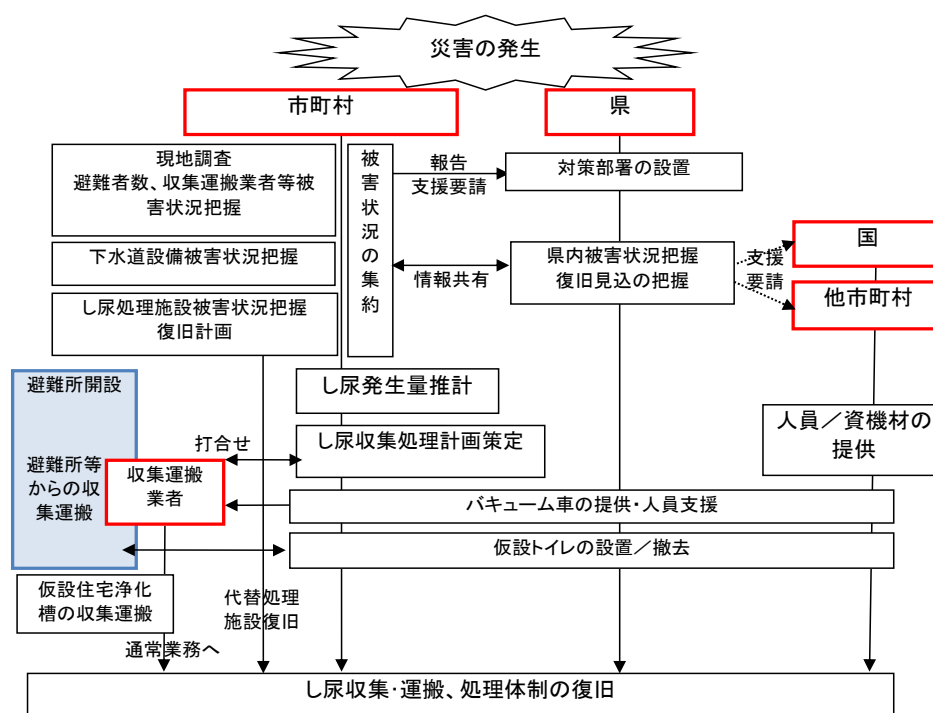 災害の発生
市町村
県
現地調査
避難者数、収集運搬業者等被
害状況把握
被害状況の集約
報告
支援要請
対策部署の設置
下水道設備被害状況把握
情報共有
県内被害状況把握
復旧見込の把握
支援
要請
国
他市町村
し尿処理施設被害状況把握
復旧計画
避難所開設
し尿発生量推計
人員／資機材の
提供
打合せ
し尿収集処理計画策定
避難所等
からの収
集運搬
収集運搬
業者
バキューム車の提供・人員支援
仮設トイレの設置／撤去
仮設住宅浄化
槽の収集運搬
代替処理
施設復旧
通常業務へ
し尿収集・運搬、処理体制の復旧